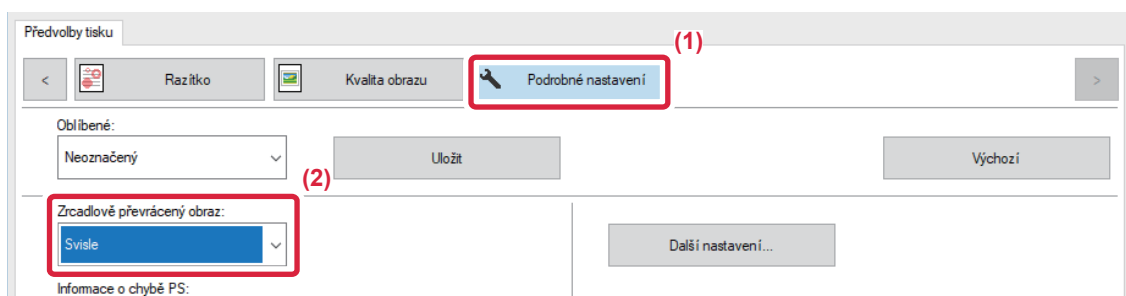 Předvolby tisku
(1)
< Razítko Kvalita obrazu Podrobné nastavení >
Oblíbené:
Neoznačený Uložit Výchozí
(2)
Zrcadlově převrácený obraz:
Svisle Další nastavení...
Informace o chybě PS: